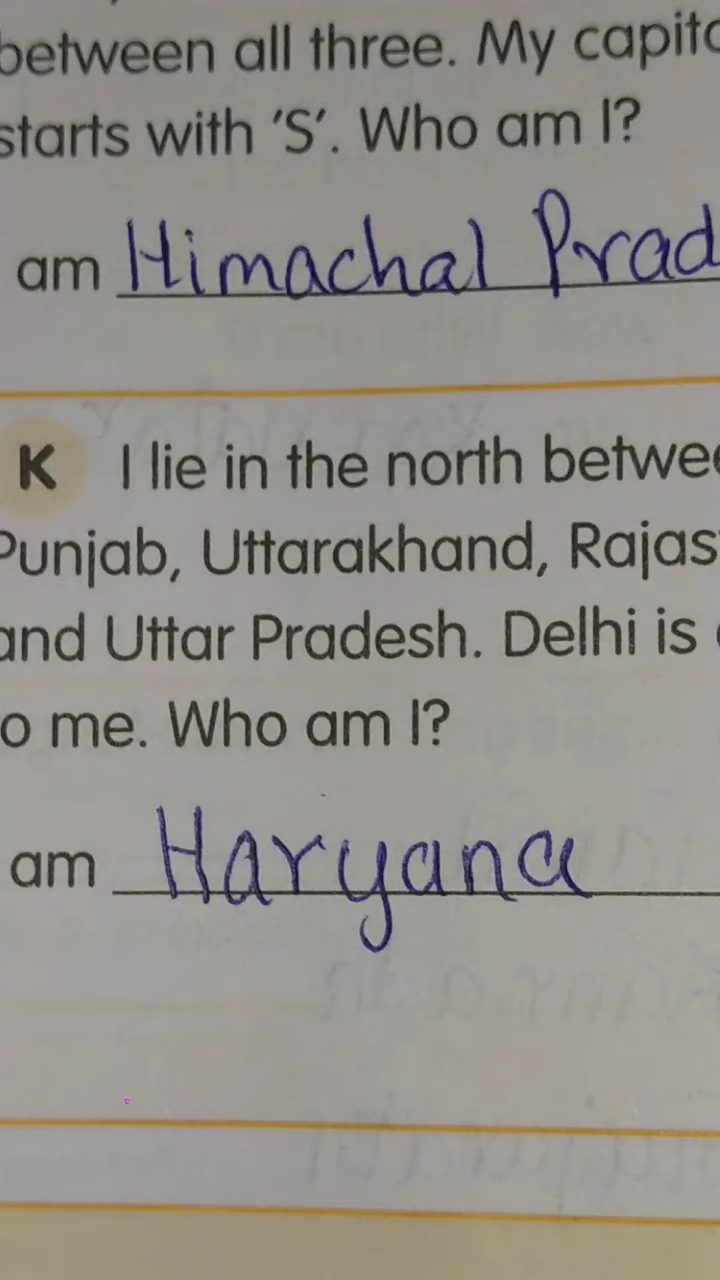 between all three. My capit
starts with 'S'. Who am I?
am Himachal Prad
K I lie in the north betwe
Punjab, Uttarakhand, Rajas
and Uttar Pradesh. Delhi is
o me. Who am I?
am Haryana